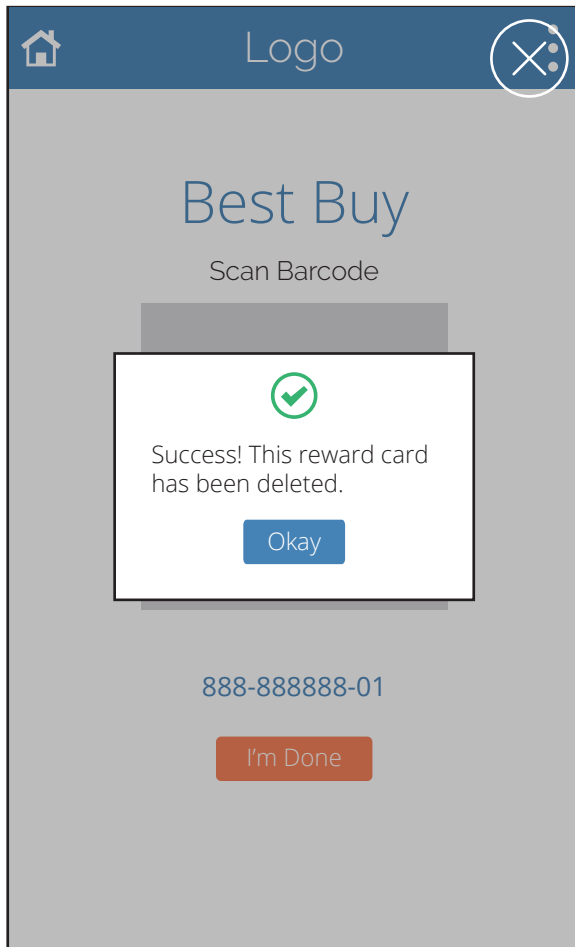 Logo
Best Buy
Scan Barcode
Success! This reward card
has been deleted.
Okay
888-888888-01
I’m Done